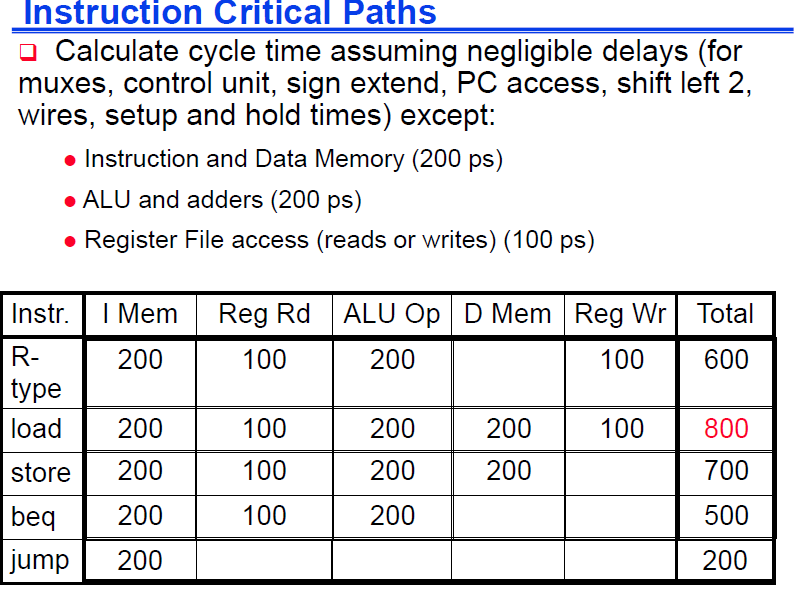 Instruction Critical Paths
Calculate cycle time assuming negligible delays (for
muxes, control unit, sign extend, PC access, shift left 2,
wires, setup and hold times) except:
Instruction and Data Memory (200 ps)
ALU and adders (200 ps)
Register File access (reads or writes) (100 ps)
Instr. I Mem Reg Rd ALU Op D Mem Reg Wr Total
R-
type 200 100 200 100 600
load 200 100 200 200 100 800
store 200 100 200 200 700
beq 200 100 200 500
jump 200 200